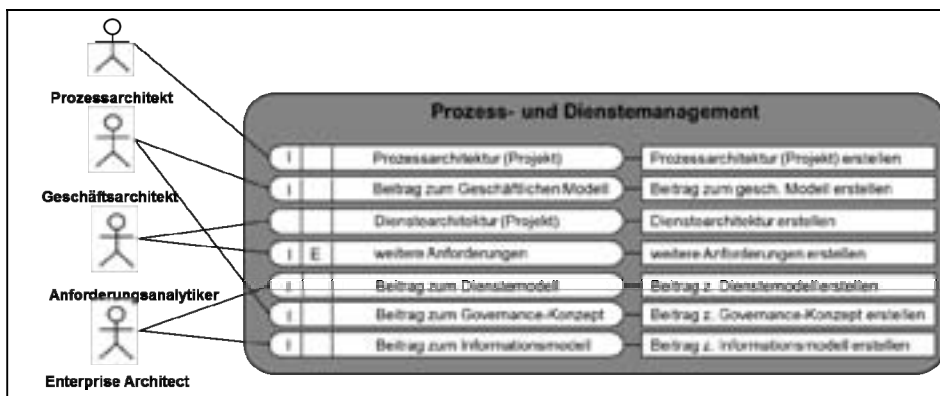 Prozessarchitekt
Geschäftsarchitekt
Anforderungsanalytiker
Enterprise Architect
Prozess- und Dienstemanagement
I Prozessarchitektur (Projekt) Prozessarchitektur (Projekt) erstellen
I Beitrag zum Geschäftlichen Modell Beitrag zum gesch. Modell erstellen
I Dienstearchitektur (Projekt) Dienstearchitektur erstellen
I E weitere Anforderungen weitere Anforderungen erstellen
I Beitrag zum Dienstemodell Beitrag z. Dienstemodell erstellen
I Beitrag zum Governance-Konzept Beitrag z. Governance-Konzept erstellen
I Beitrag zum Informationsmodell Beitrag z. Informationsmodell erstellen